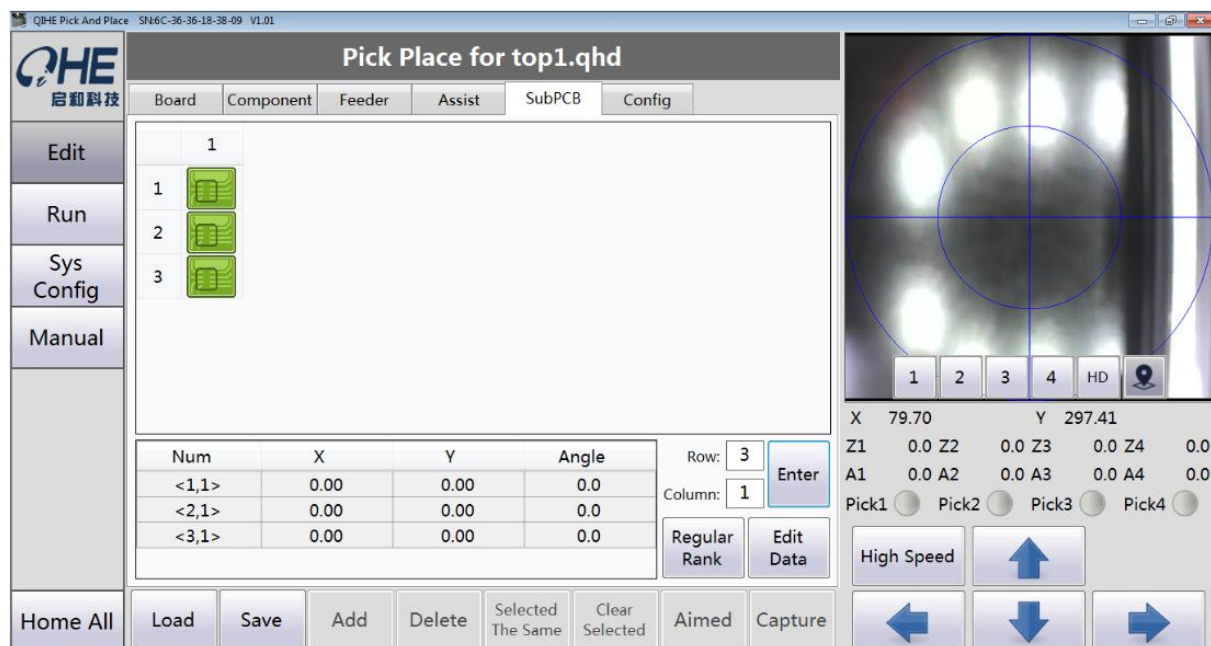 QIHE Pick And Place SN:6C-36-36-18-38-09 V1.01
QHE
启和科技
Pick Place for top1.qhd
Board Component Feeder Assist SubPCB Config
Edit
Run
Sys
Config
Manual
Home All
1
1
2
3
Num X Y Angle
<1,1> 0.00 0.00 0.0
<2,1> 0.00 0.00 0.0
<3,1> 0.00 0.00 0.0
Row: 3
Column: 1
Enter
Regular
Rank
Edit
Data
Load Save Add Delete
Selected
The Same
Clear
Selected
Aimed Capture
1 2 3 4 HD
X 79.70 Y 297.41
Z1 0.0 Z2 0.0 Z3 0.0 Z4 0.0
A1 0.0 A2 0.0 A3 0.0 A4 0.0
Pick1 Pick2 Pick3 Pick4
High Speed